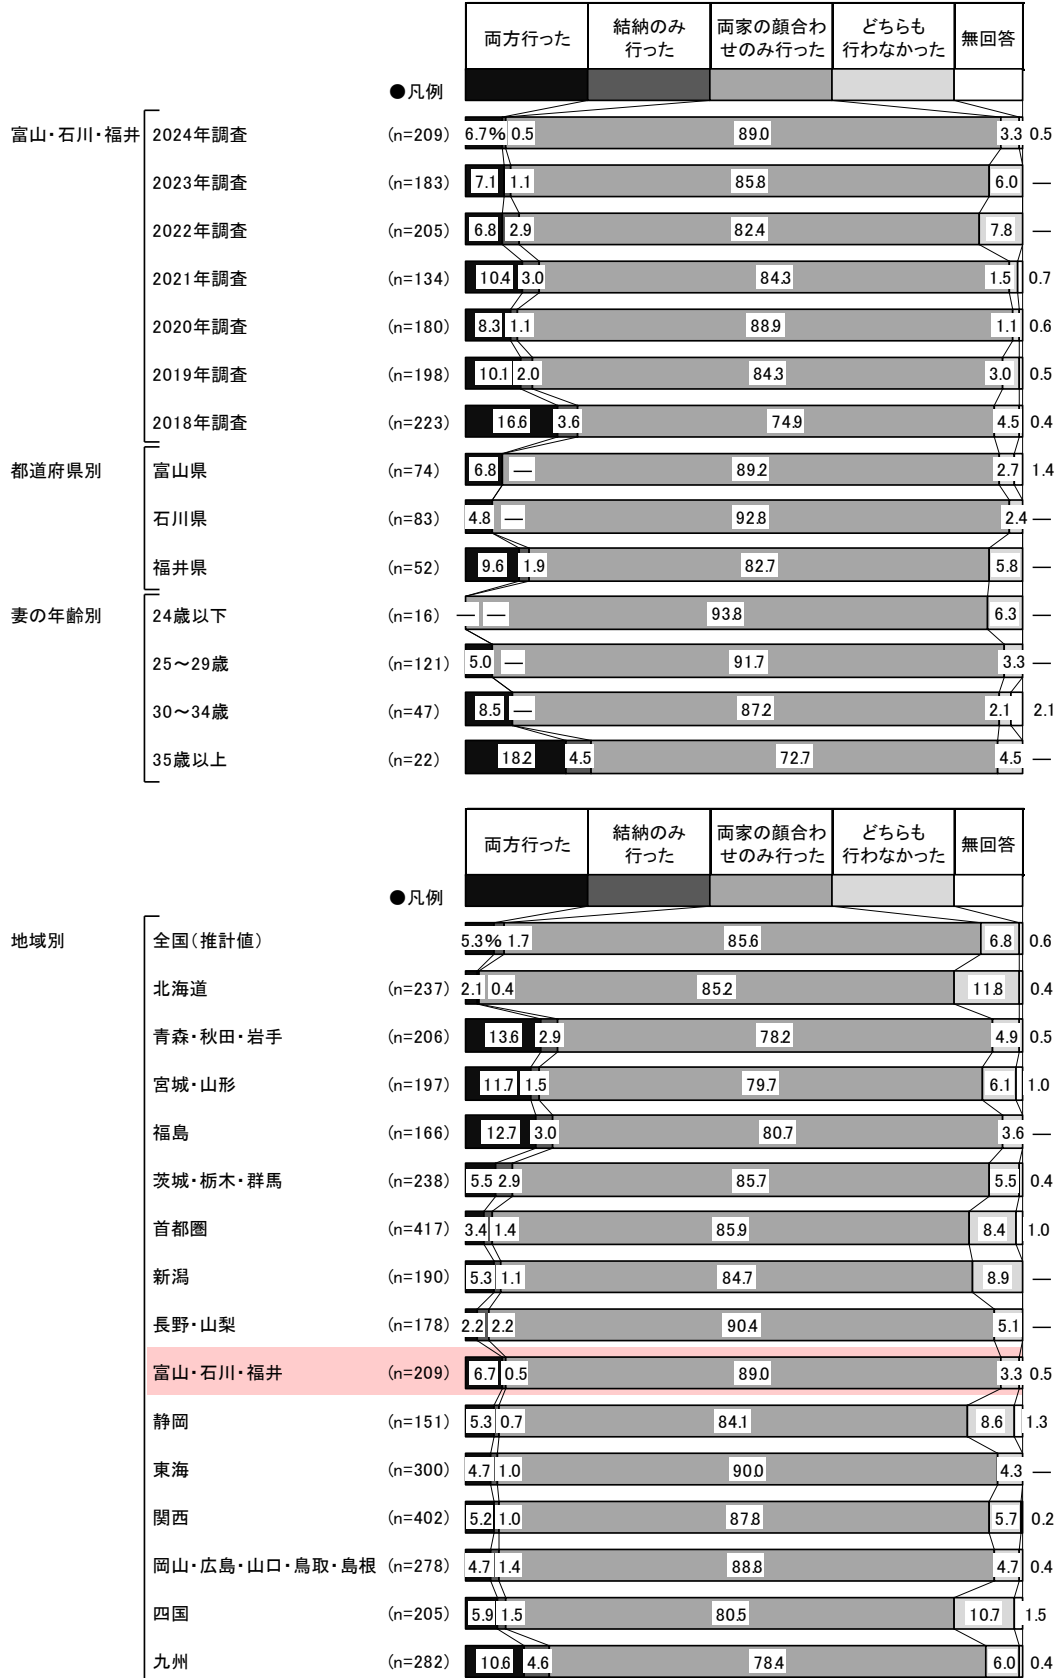 両方行った 結納のみ行った 両家の顔合わせのみ行った どちらも行わなかった 無回答
●凡例
富山・石川・福井 2024年調査 (n=209) 6.7% 0.5 89.0 3.3 0.5
2023年調査 (n=183) 7.1 1.1 85.8 6.0 —
2022年調査 (n=205) 6.8 2.9 82.4 7.8 —
2021年調査 (n=134) 10.4 3.0 84.3 1.5 0.7
2020年調査 (n=180) 8.3 1.1 88.9 1.1 0.6
2019年調査 (n=198) 10.1 2.0 84.3 3.0 0.5
2018年調査 (n=223) 16.6 3.6 74.9 4.5 0.4
都道府県別 富山県 (n=74) 6.8 — 89.2 2.7 1.4
石川県 (n=83) 4.8 — 92.8 2.4 —
福井県 (n=52) 9.6 1.9 82.7 5.8 —
妻の年齢別 24歳以下 (n=16) — — 93.8 6.3 —
25～29歳 (n=121) 5.0 — 91.7 3.3 —
30～34歳 (n=47) 8.5 — 87.2 2.1 2.1
35歳以上 (n=22) 18.2 4.5 72.7 4.5 —
両方行った 結納のみ行った 両家の顔合わせのみ行った どちらも行わなかった 無回答
●凡例
地域別 全国（推計値） 5.3% 1.7 85.6 6.8 0.6
北海道 (n=237) 2.1 0.4 85.2 11.8 0.4
青森・秋田・岩手 (n=206) 13.6 2.9 78.2 4.9 0.5
宮城・山形 (n=197) 11.7 1.5 79.7 6.1 1.0
福島 (n=166) 12.7 3.0 80.7 3.6 —
茨城・栃木・群馬 (n=238) 5.5 2.9 85.7 5.5 0.4
首都圏 (n=417) 3.4 1.4 85.9 8.4 1.0
新潟 (n=190) 5.3 1.1 84.7 8.9 —
長野・山梨 (n=178) 2.2 2.2 90.4 5.1 —
富山・石川・福井 (n=209) 6.7 0.5 89.0 3.3 0.5
静岡 (n=151) 5.3 0.7 84.1 8.6 1.3
東海 (n=300) 4.7 1.0 90.0 4.3 —
関西 (n=402) 5.2 1.0 87.8 5.7 0.2
岡山・広島・山口・鳥取・島根 (n=278) 4.7 1.4 88.8 4.7 0.4
四国 (n=205) 5.9 1.5 80.5 10.7 1.5
九州 (n=282) 10.6 4.6 78.4 6.0 0.4